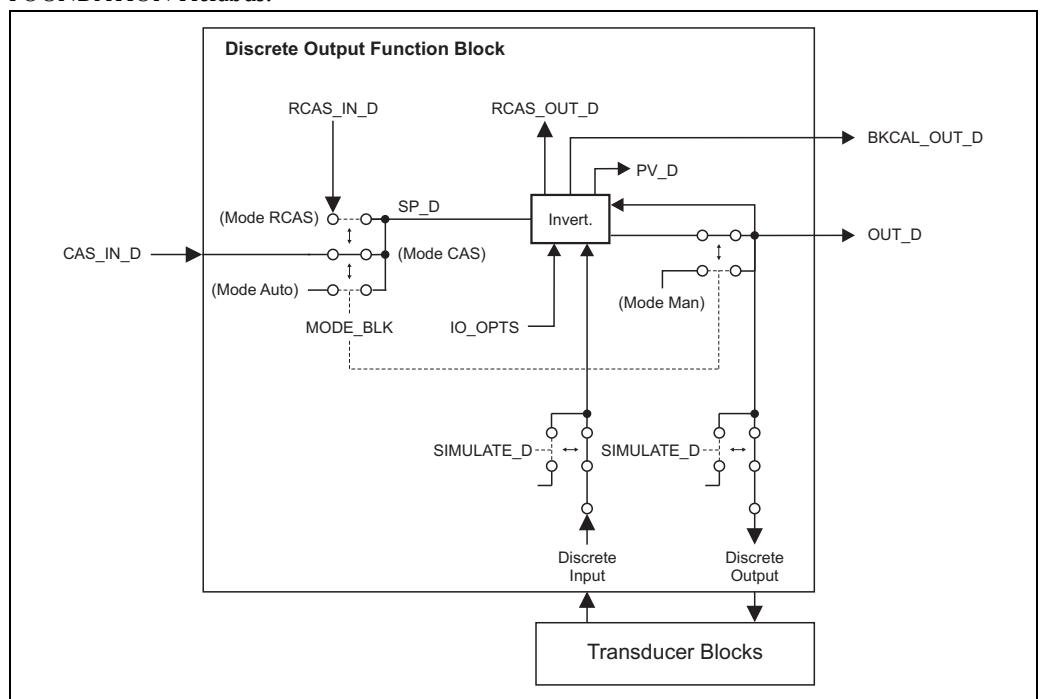 Discrete Output Function Block
RCAS_IN_D
RCAS_OUT_D
BKCAL_OUT_D
PV_D
(Mode RCAS)
SP_D
Invert.
OUT_D
CAS_IN_D
(Mode CAS)
(Mode Auto)
(Mode Man)
MODE_BLK
IO_OPTS
SIMULATE_D
SIMULATE_D
Discrete
Input
Discrete
Output
Transducer Blocks